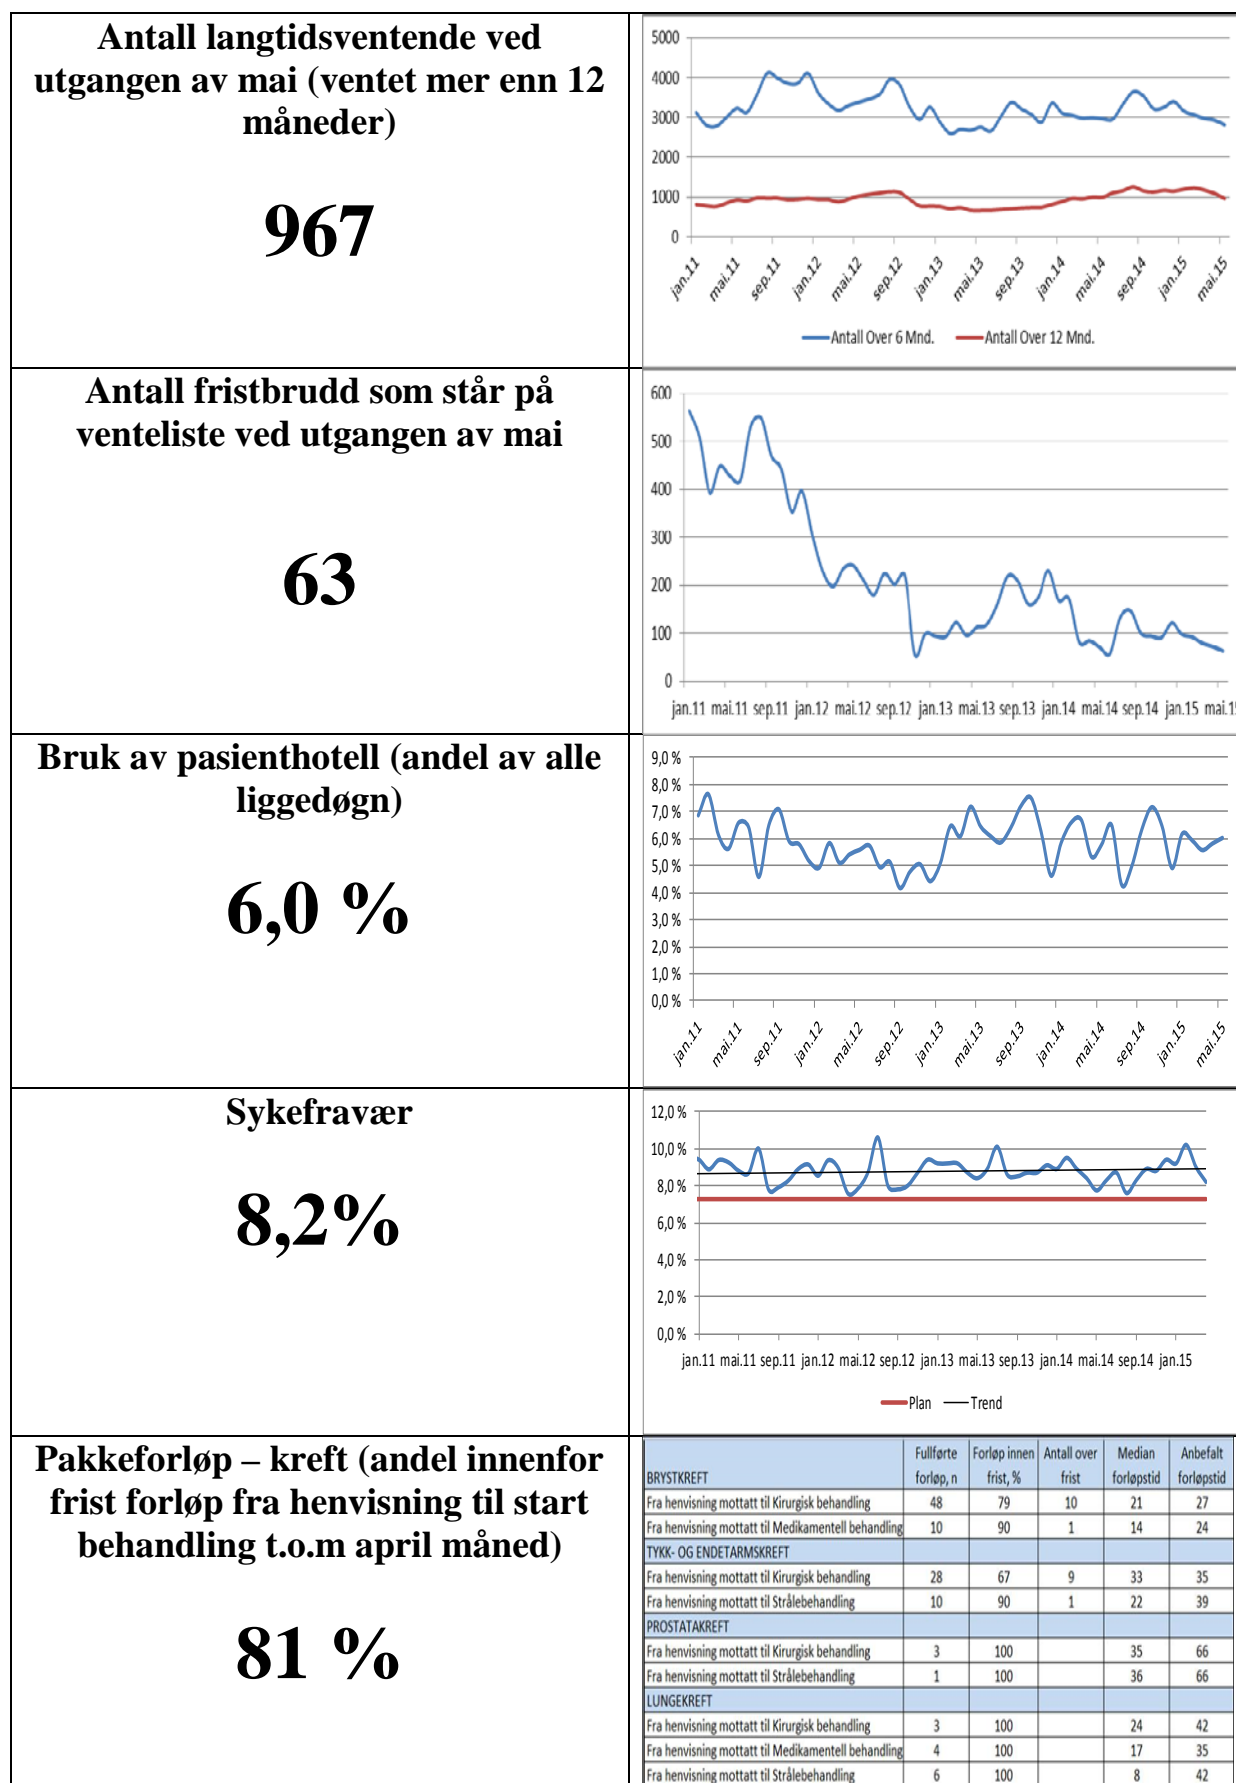 Antall langtidsventende ved
utgangen av mai (ventet mer enn 12
måneder)
967
5000
4000
3000
2000
1000
0
jan.11 mai.11 sep.11 jan.12 mai.12 sep.12 jan.13 mai.13 sep.13 jan.14 mai.14 sep.14 jan.15 mai.15
Antall Over 6 Mnd. Antall Over 12 Mnd.
Antall fristbrudd som står på
venteliste ved utgangen av mai
63
600
500
400
300
200
100
0
jan.11 mai.11 sep.11 jan.12 mai.12 sep.12 jan.13 mai.13 sep.13 jan.14 mai.14 sep.14 jan.15 mai.15
Bruk av pasienthotell (andel av alle
liggedøgn)
6,0 %
9,0 %
8,0 %
7,0 %
6,0 %
5,0 %
4,0 %
3,0 %
2,0 %
1,0 %
0,0 %
jan.11 mai.11 sep.11 jan.12 mai.12 sep.12 jan.13 mai.13 sep.13 jan.14 mai.14 sep.14 jan.15 mai.15
Sykefravær
8,2%
12,0 %
10,0 %
8,0 %
6,0 %
4,0 %
2,0 %
0,0 %
jan.11 mai.11 sep.11 jan.12 mai.12 sep.12 jan.13 mai.13 sep.13 jan.14 mai.14 sep.14 jan.15
Plan Trend
Pakkeforløp – kreft (andel innenfor
frist forløp fra henvisning til start
behandling t.o.m april måned)
81 %
Fullførte Forløp innen Antall over Median Anbefalt
BRYSTKREFT forløp, n frist, % frist forløpstid forløpstid
Fra henvisning mottatt til Kirurgisk behandling 48 79 10 21 27
Fra henvisning mottatt til Medikamentell behandling 10 90 1 14 24
TYKK- OG ENDETARMSKREFT
Fra henvisning mottatt til Kirurgisk behandling 28 67 9 33 35
Fra henvisning mottatt til Strålebehandling 10 90 1 22 39
PROSTATAKREFT
Fra henvisning mottatt til Kirurgisk behandling 3 100 35 66
Fra henvisning mottatt til Strålebehandling 1 100 36 66
LUNGEKREFT
Fra henvisning mottatt til Kirurgisk behandling 3 100 24 42
Fra henvisning mottatt til Medikamentell behandling 4 100 17 35
Fra henvisning mottatt til Strålebehandling 6 100 8 42